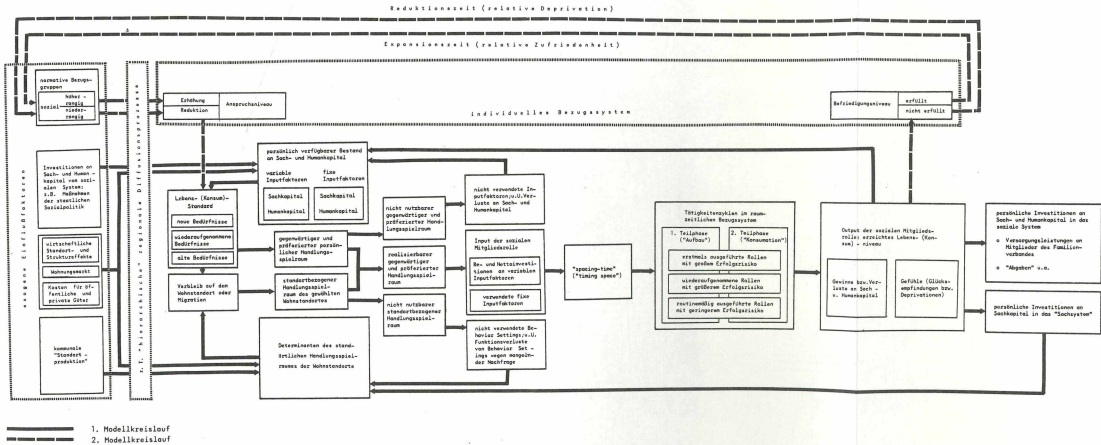 Reduktionszeit (relative Deprivation)
Expansionszeit (relative Zufriedenheit)
exogene Einflußfaktoren
normative Bezugs-
gruppen
sozial
höher-
rangig
nieder-
rangig
Investitionen an
Sach- und Human-
kapital vom sozi-
alen System:
z.B. Maßnahmen
der staatlichen
Sozialpolitik
wirtschaftliche
Standort- und
Struktureffekte
Wohnungsmarkt
Kosten für öf-
fentliche und
private Güter
kommunale
"Standort-
produktion"
z.T. "hierarchische" regionale Diffusionsprozesse
individuelles Bezugssystem
Erhöhung
Reduktion
Anspruchsniveau
Befriedigungsniveau
erfüllt
nicht erfüllt
persönlich verfügbarer Bestand
an Sach- und Humankapital
variable
Inputfaktoren
fixe
Inputfaktoren
Sachkapital
Humankapital
Sachkapital
Humankapital
Lebens- (Konsum)-
Standard
neue Bedürfnisse
wiederaufgenommene
Bedürfnisse
alte Bedürfnisse
Verbleib auf dem
Wohnstandort oder
Migration
gegenwärtiger und
präferierter persön-
licher Handlungs-
spielraum
standortbezogener
Handlungsspiel-
raum des gewählten
Wohnstandortes
Determinanten des stand-
örtlichen Handlungsspiel-
raumes der Wohnstandorte
nicht nutzbarer
gegenwärtiger und
präferierter Hand-
lungsspielraum
realisierbarer
gegenwärtiger
und präferierter
Handlungsspiel-
raum
nicht nutzbarer
standortbezogener
Handlungsspiel-
raum
nicht verwendete In-
putfaktoren;u.U.Ver-
luste an Sach- und
Humankapital
Input der sozialen
Mitgliedsrolle
Re- und Nettoinvesti-
tionen an variablen
Inputfaktoren
verwendete fixe
Inputfaktoren
nicht verwendete Be-
havior Settings;u.U.
Funktionsverluste
von Behavior Set-
ings wegen mangelnder
Nachfrage
"spacing-time"
("timing space")
Tätigkeitenzyklen im raum-
zeitlichen Bezugssystem
1. Teilphase
("Aufbau")
2. Teilphase
("Konsumation")
erstmals ausgeführte Rollen
mit großem Erfolgsrisiko
wiederaufgenommene Rollen
mit größerem Erfolgsrisiko
routinemäßig ausgeführte Rollen
mit geringerem Erfolgsrisiko
Output der sozialen Mitglieds-
rolle: erreichtes Lebens- (Kon-
sum) - niveau
Gewinne bzw.Ver-
luste an Sach -
u. Humankapital
Gefühle (Glücks-
empfindungen bzw.
Deprivationen)
persönliche Investitionen an
Sach- und Humankapital in das
soziale System
o Versorgungsleistungen an
Mitglieder des Familien-
verbandes
o "Abgaben" u.a.
persönliche Investitionen an
Sachkapital in das "Sachsystem"
1. Modellkreislauf
2. Modellkreislauf